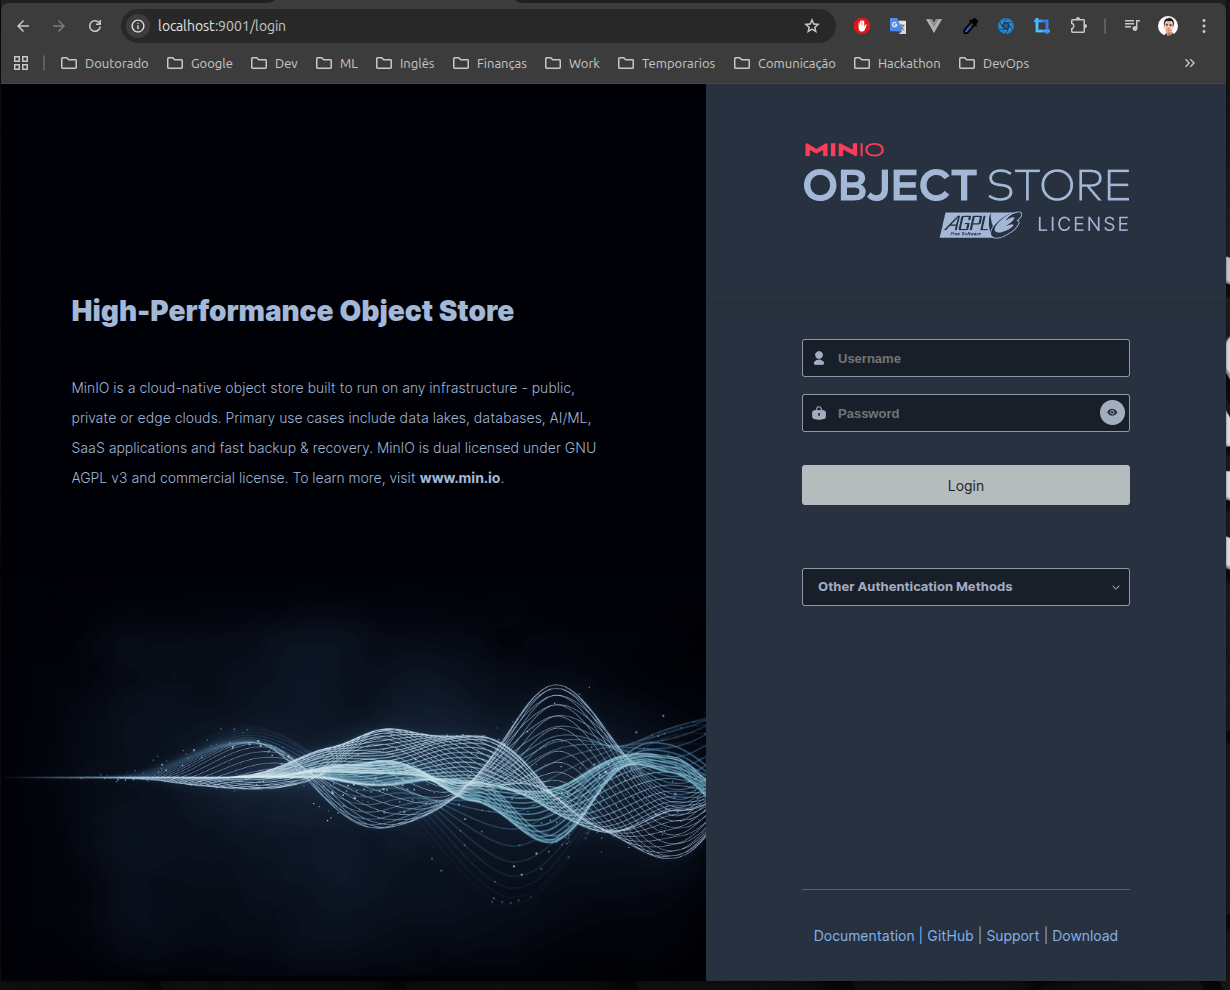 localhost:9001/login
Doutorado Google Dev ML Inglês Finanças Work Temporarios Comunicação Hackathon DevOps
High-Performance Object Store
MinIO is a cloud-native object store built to run on any infrastructure - public,
private or edge clouds. Primary use cases include data lakes, databases, AI/ML,
SaaS applications and fast backup & recovery. MinIO is dual licensed under GNU
AGPL v3 and commercial license. To learn more, visit www.min.io.
MINIO
OBJECT STORE
AGPLv3 LICENSE
Free Software
Username
Password
Login
Other Authentication Methods
Documentation | GitHub | Support | Download